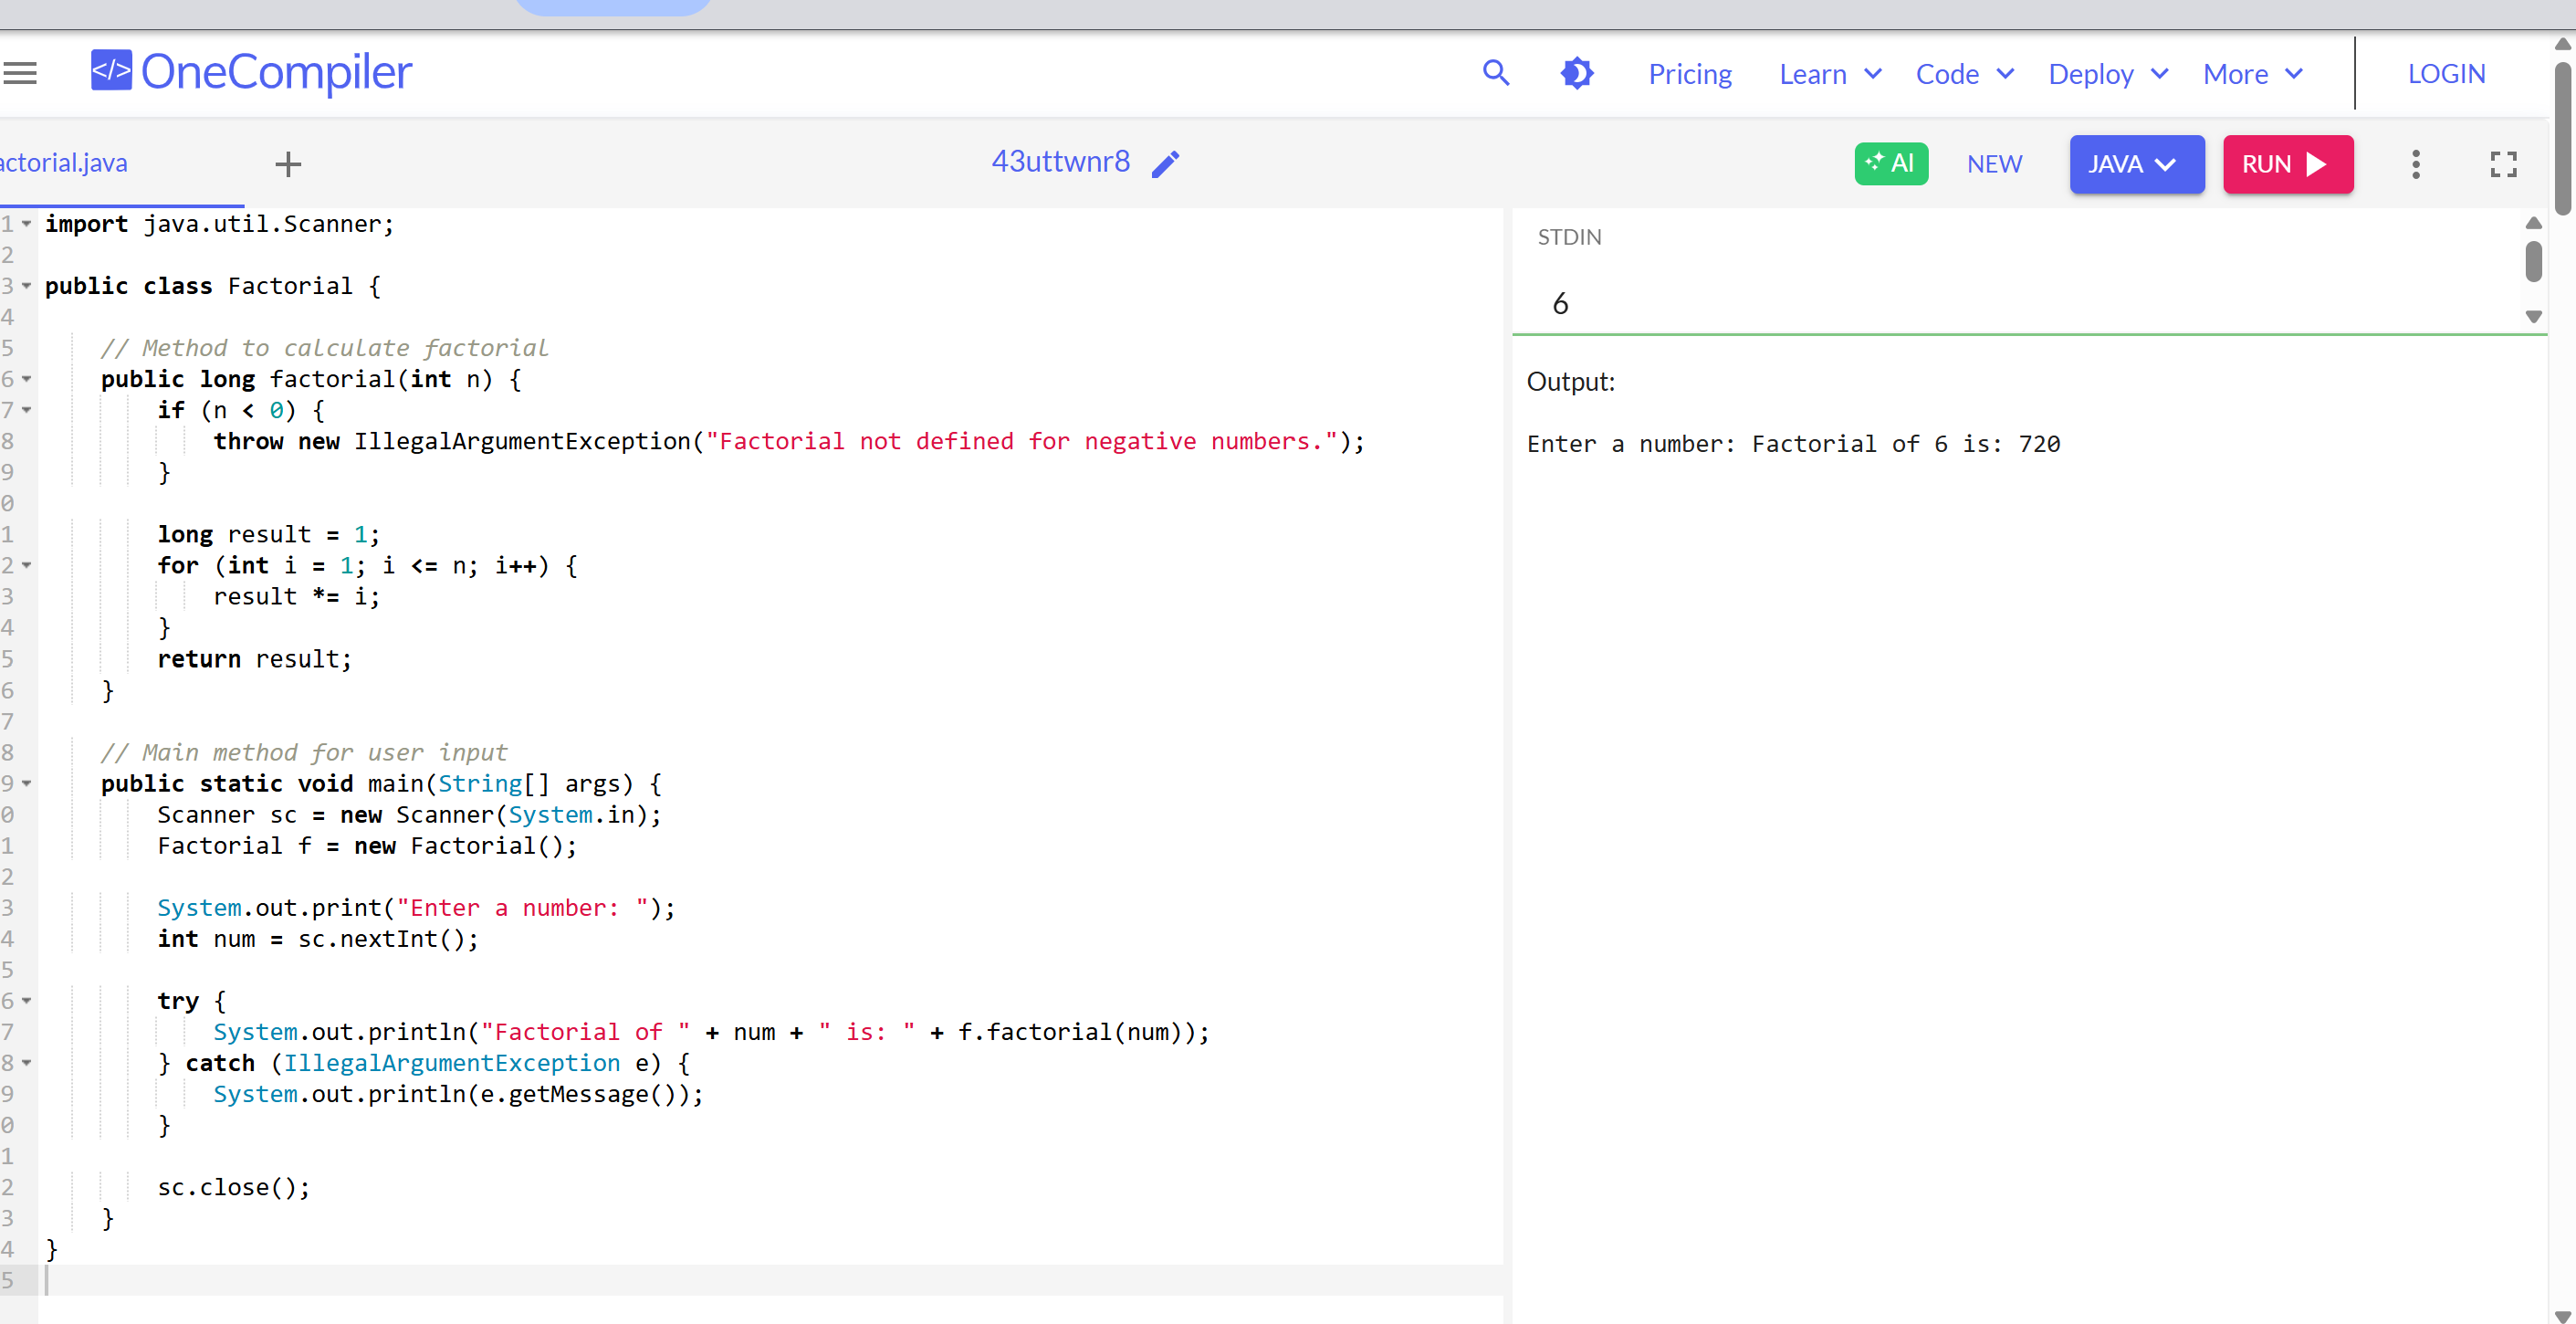 </> OneCompiler
Pricing Learn Code Deploy More LOGIN
actorial.java + 43uttwnr8 AI NEW JAVA RUN
1 import java.util.Scanner;
2
3 public class Factorial {
4
5 // Method to calculate factorial
6 public long factorial(int n) {
7 if (n < 0) {
8 throw new IllegalArgumentException("Factorial not defined for negative numbers.");
9 }
0
1 long result = 1;
2 for (int i = 1; i <= n; i++) {
3 result *= i;
4 }
5 return result;
6 }
7
8 // Main method for user input
9 public static void main(String[] args) {
0 Scanner sc = new Scanner(System.in);
1 Factorial f = new Factorial();
2
3 System.out.print("Enter a number: ");
4 int num = sc.nextInt();
5
6 try {
7 System.out.println("Factorial of " + num + " is: " + f.factorial(num));
8 } catch (IllegalArgumentException e) {
9 System.out.println(e.getMessage());
0 }
1
2 sc.close();
3 }
4 }
5
STDIN
6
Output:
Enter a number: Factorial of 6 is: 720